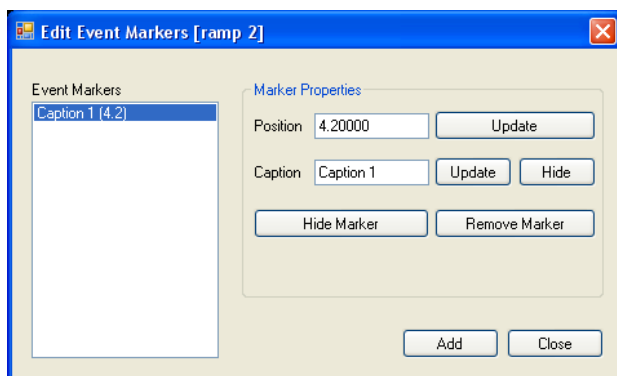 Edit Event Markers [ramp 2]
Event Markers
Caption 1 (4.2)
Marker Properties
Position 4.20000 Update
Caption Caption 1 Update Hide
Hide Marker Remove Marker
Add Close